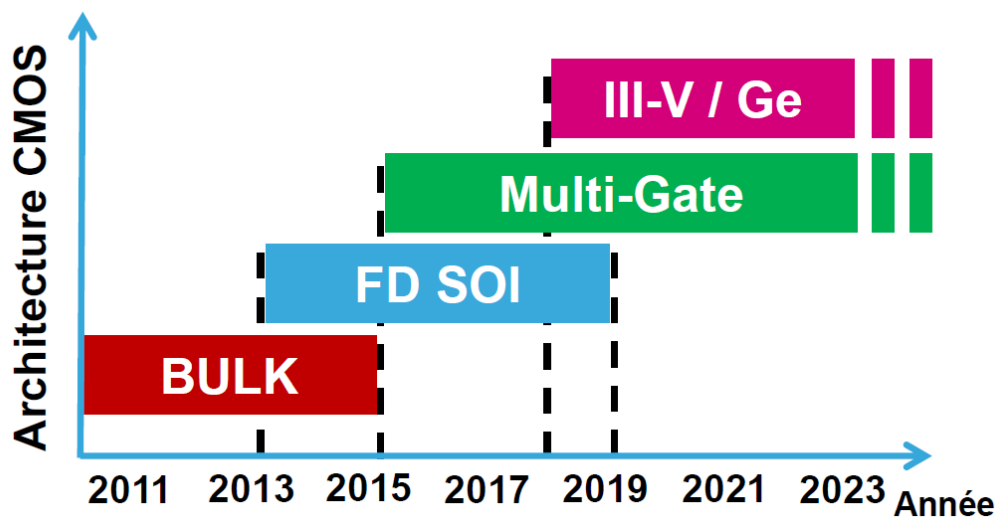 Architecture CMOS
III-V / Ge
Multi-Gate
FD SOI
BULK
2011 2013 2015 2017 2019 2021 2023 Année